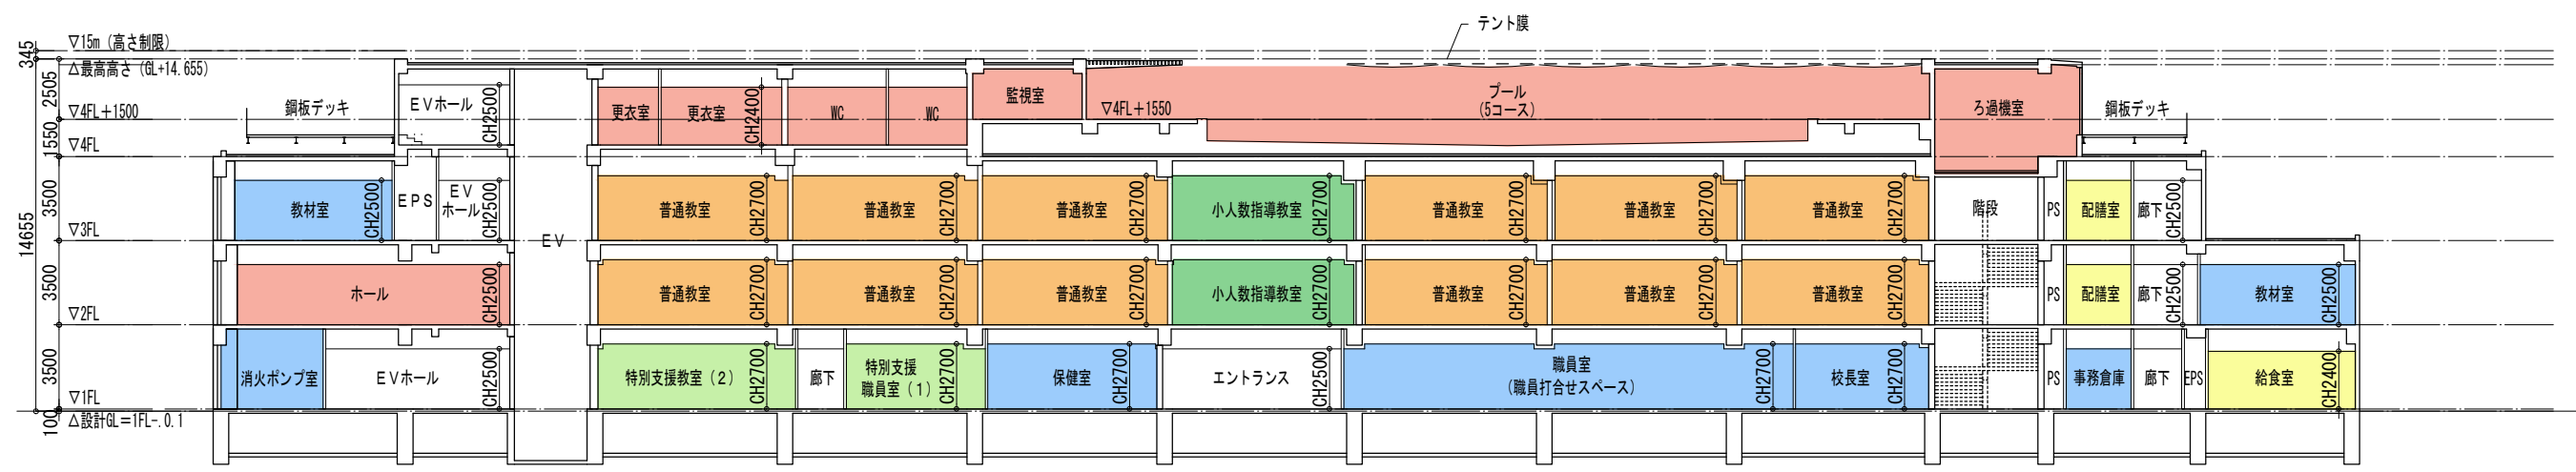 テント膜
▽15m (高さ制限)
345
△最高高さ (GL+14.655)
2505
鋼板デッキ
EVホール
CH2500
更衣室
更衣室
CH2400
WC
WC
監視室
▽4FL+1550
プール
(5コース)
ろ過機室
鋼板デッキ
▽4FL+1500
1550
▽4FL
14655
3500
教材室
CH2500
EPS
EV
ホール
CH2500
普通教室
CH2700
普通教室
CH2700
普通教室
CH2700
小人数指導教室
CH2700
普通教室
CH2700
普通教室
CH2700
普通教室
CH2700
階段
PS
配膳室
廊下
CH2500
▽3FL
EV
3500
ホール
CH2500
普通教室
CH2700
普通教室
CH2700
普通教室
CH2700
小人数指導教室
CH2700
普通教室
CH2700
普通教室
CH2700
普通教室
CH2700
PS
配膳室
廊下
CH2500
教材室
CH2500
▽2FL
3500
消火ポンプ室
EVホール
CH2500
特別支援教室(2)
CH2700
廊下
特別支援
職員室(1)
CH2700
保健室
CH2700
エントランス
CH2500
職員室
(職員打合せスペース)
CH2700
校長室
CH2700
PS
事務倉庫
廊下
EPS
給食室
CH2400
▽1FL
100
△設計GL=1FL-.0.1